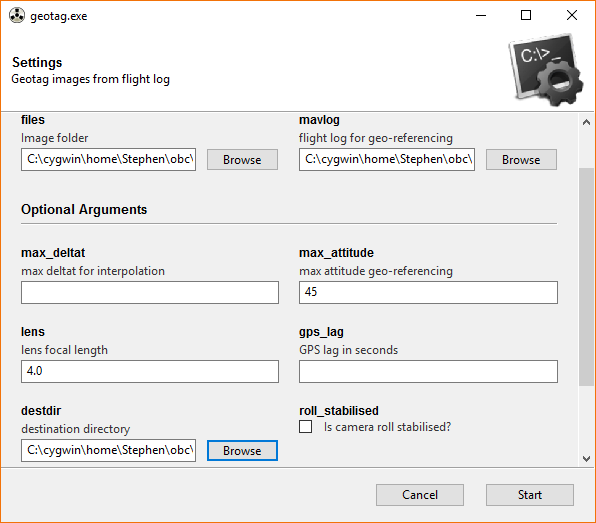 geotag.exe
Settings
Geotag images from flight log
C:\>_
files
mavlog
Image folder
flight log for geo-referencing
C:\cygwin\home\Stephen\obc\
Browse
C:\cygwin\home\Stephen\obc\
Browse
Optional Arguments
max_deltat
max_attitude
max deltat for interpolation
max attitude geo-referencing
45
lens
gps_lag
lens focal length
GPS lag in seconds
4.0
destdir
roll_stabilised
destination directory
Is camera roll stabilised?
C:\cygwin\home\Stephen\obc\
Browse
Cancel
Start